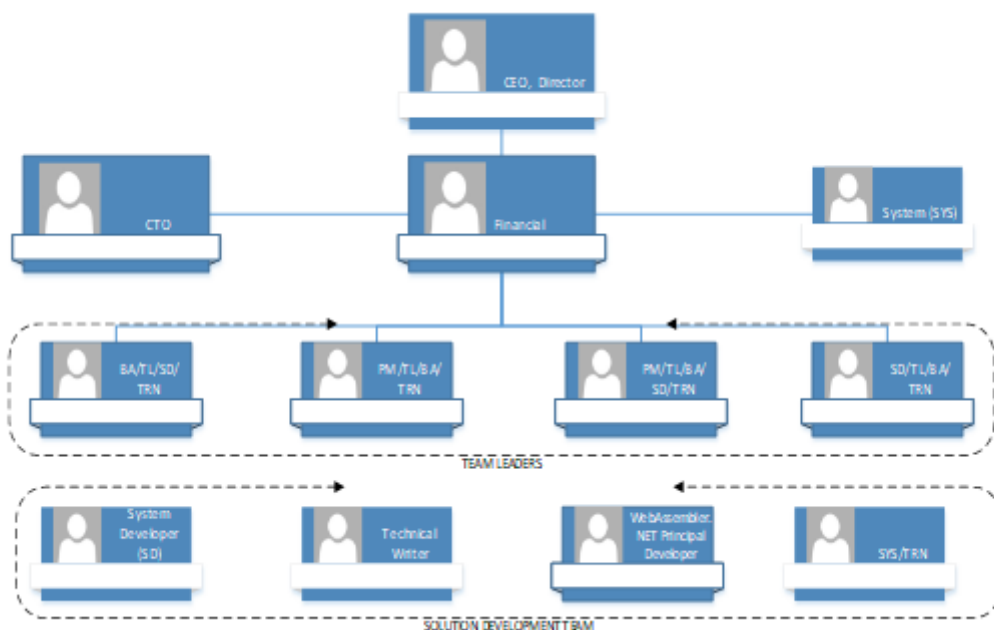 CEO, Director
CTO
Financial
System (SYS)
BA/TL/SD/
TRN
PM/TL/BA/
TRN
PM/TL/BA/
SD/TRN
SD/TL/BA/
TRN
TEAM LEADERS
System
Developer
(SD)
Technical
Writer
WebAssembler.
NET Principal
Developer
SYS/TRN
SOLUTION DEVELOPMENT TEAM